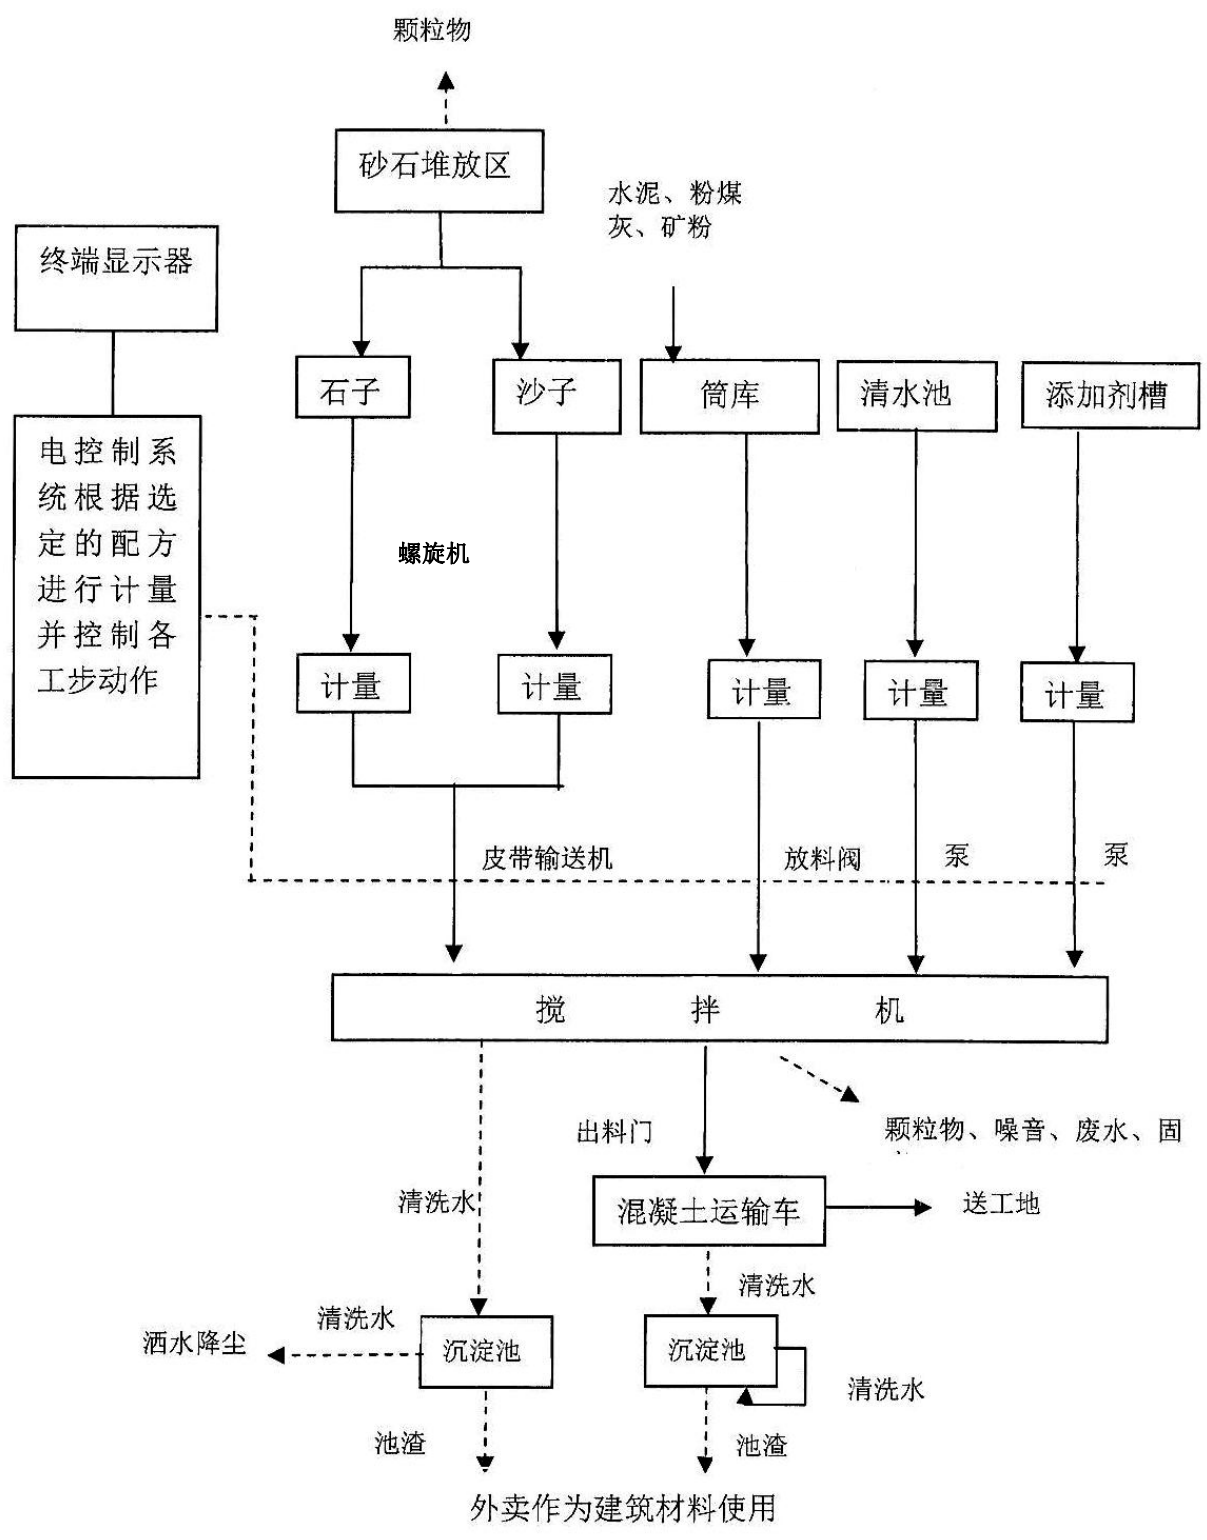 颗粒物
砂石堆放区
水泥、粉煤
灰、矿粉
终端显示器
石子
沙子
筒库
清水池
添加剂槽
电控制系
统根据选
定的配方
进行计量
并控制各
工步动作
螺旋机
计量
计量
计量
计量
计量
皮带输送机
放料阀
泵
泵
搅拌机
出料门
颗粒物、噪音、废水、固
清洗水
混凝土运输车
送工地
清洗水
清洗水
洒水降尘
沉淀池
沉淀池
清洗水
池渣
池渣
外卖作为建筑材料使用